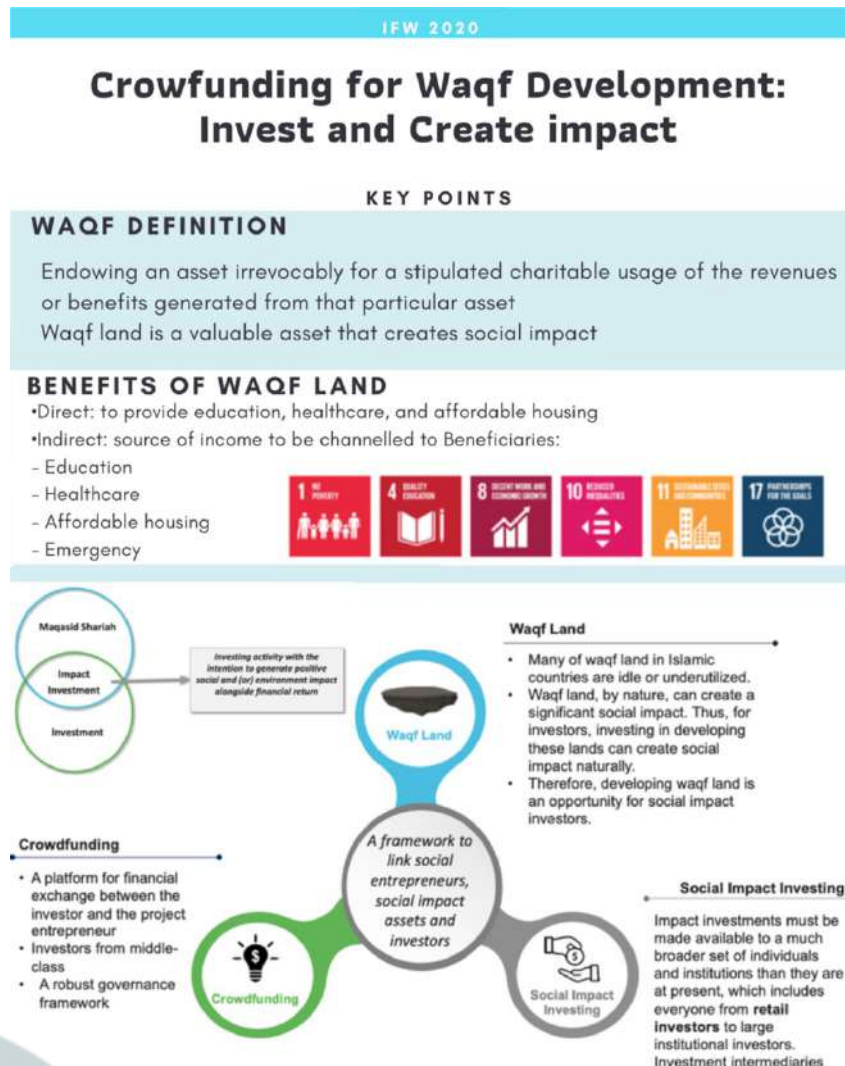 IFW 2020
Crowfunding for Waqf Development:
Invest and Create impact
KEY POINTS
WAQF DEFINITION
Endowing an asset irrevocably for a stipulated charitable usage of the revenues
or benefits generated from that particular asset
Waqf land is a valuable asset that creates social impact
BENEFITS OF WAQF LAND
•Direct: to provide education, healthcare, and affordable housing
•Indirect: source of income to be channelled to Beneficiaries:
- Education
- Healthcare
- Affordable housing
- Emergency
1 NO
POVERTY
4 QUALITY
EDUCATION
8 DECENT WORK AND
ECONOMIC GROWTH
10 REDUCED
INEQUALITIES
11 SUSTAINABLE CITIES
AND COMMUNITIES
17 PARTNERSHIPS
FOR THE GOALS
Maqasid Shariah
Impact
Investment
Investment
Investing activity with the
intention to generate positive
social and (or) environment impact
alongside financial return
Waqf Land
Waqf Land
• Many of waqf land in Islamic
countries are idle or underutilized.
• Waqf land, by nature, can create a
significant social impact. Thus, for
investors, investing in developing
these lands can create social
impact naturally.
• Therefore, developing waqf land is
an opportunity for social impact
investors.
Crowdfunding
• A platform for financial
exchange between the
investor and the project
entrepreneur
• Investors from middle-
class
• A robust governance
framework
A framework to
link social
entrepreneurs,
social impact
assets and
investors
Crowdfunding
Social Impact
Investing
Social Impact Investing
Impact investments must be
made available to a much
broader set of individuals
and institutions than they are
at present, which includes
everyone from retail
investors to large
institutional investors.
Investment intermediaries